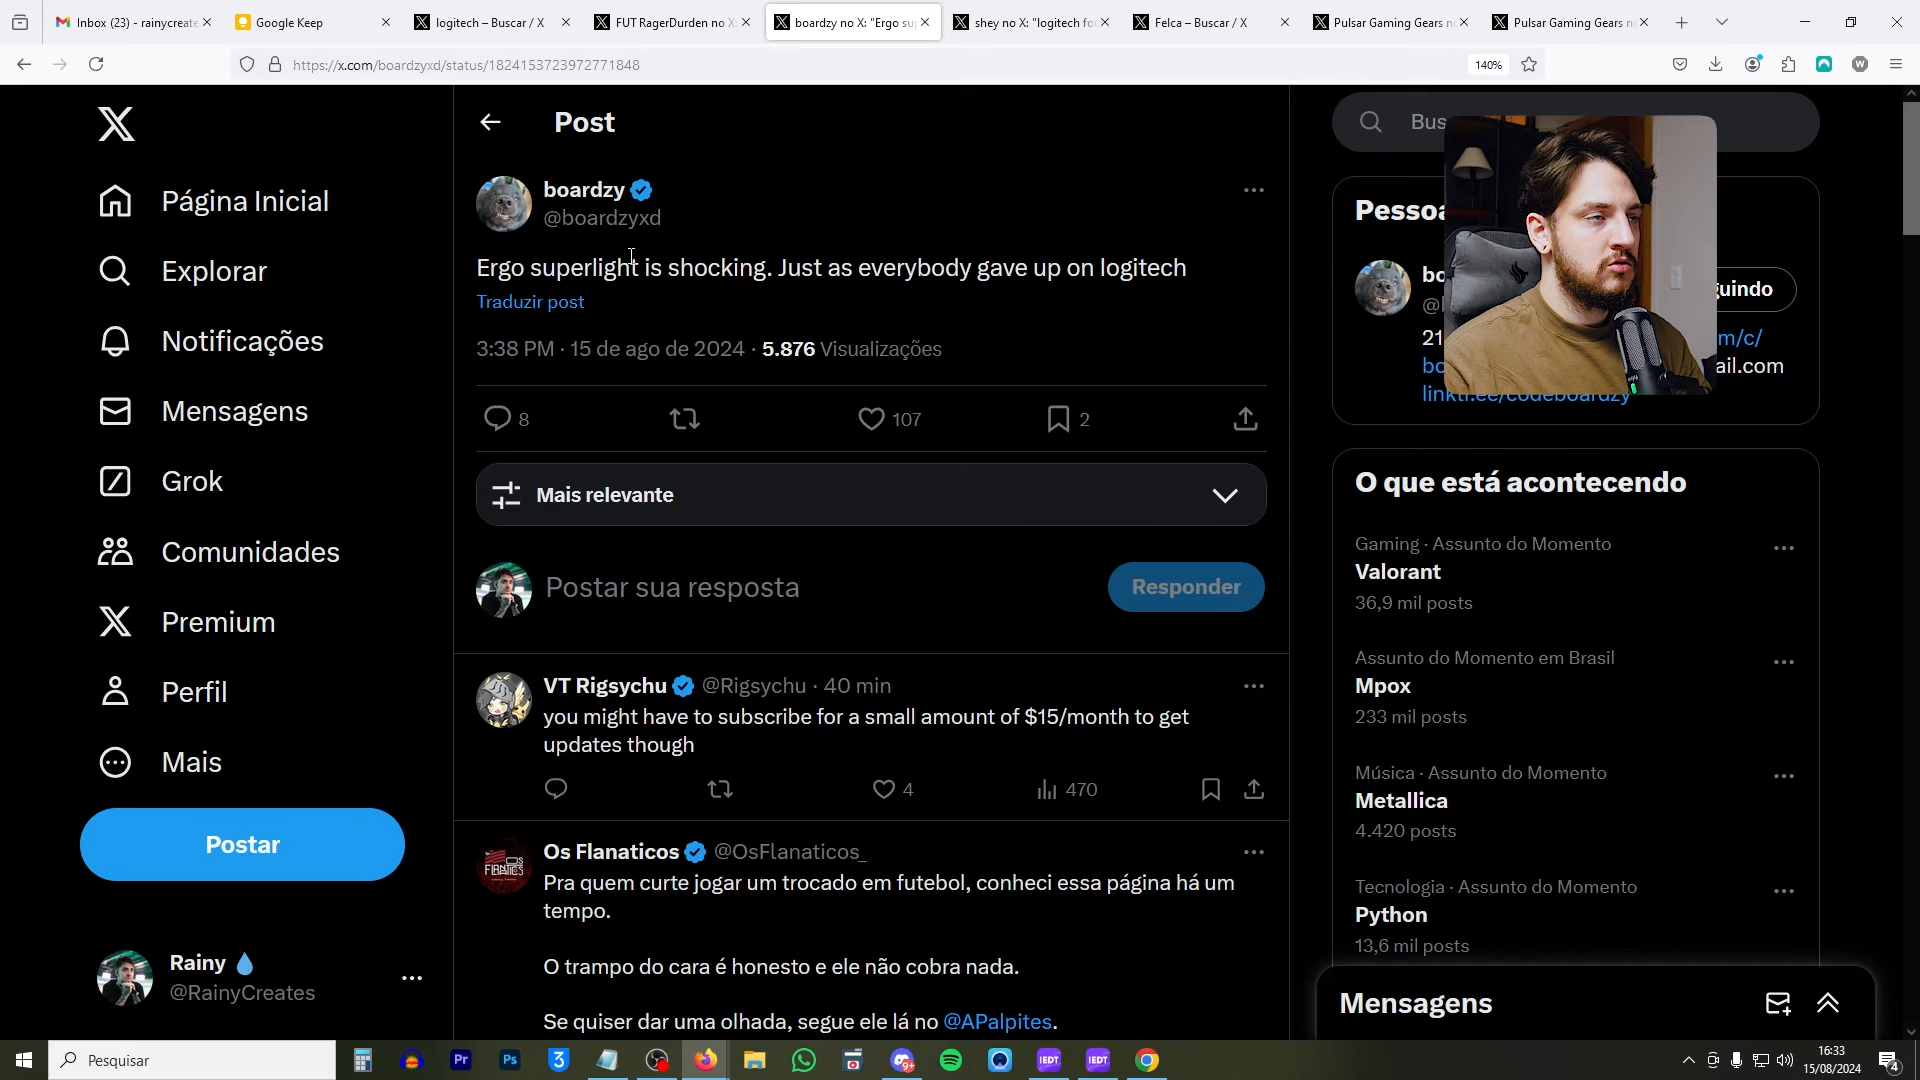 Inbox (23) - rainycreate
Google Keep
logitech – Buscar / X
FUT RagerDurden no X:
boardzy no X: "Ergo su
shey no X: "logitech fo
Felca – Buscar / X
Pulsar Gaming Gears n
Pulsar Gaming Gears n
https://x.com/boardzyxd/status/1824153723972771848
140%
Página Inicial
Explorar
Notificações
Mensagens
Grok
Comunidades
Premium
Perfil
Mais
Postar
Rainy
@RainyCreates
Post
boardzy
@boardzyxd
Ergo superlight is shocking. Just as everybody gave up on logitech
Traduzir post
3:38 PM · 15 de ago de 2024 · 5.876 Visualizações
8
107
2
Mais relevante
Postar sua resposta
Responder
VT Rigsychu @Rigsychu · 40 min
you might have to subscribe for a small amount of $15/month to get
updates though
4
470
Os Flanaticos @OsFlanaticos_
Pra quem curte jogar um trocado em futebol, conheci essa página há um
tempo.
O trampo do cara é honesto e ele não cobra nada.
Se quiser dar uma olhada, segue ele lá no @APalpites.
Bus
Pessoa
bo
guindo
@
21
m/c/
bo
ail.com
linktr.ee/codeboardzy
O que está acontecendo
Gaming · Assunto do Momento
Valorant
36,9 mil posts
Assunto do Momento em Brasil
Mpox
233 mil posts
Música · Assunto do Momento
Metallica
4.420 posts
Tecnologia · Assunto do Momento
Python
13,6 mil posts
Mensagens
Pesquisar
16:33
15/08/2024
4